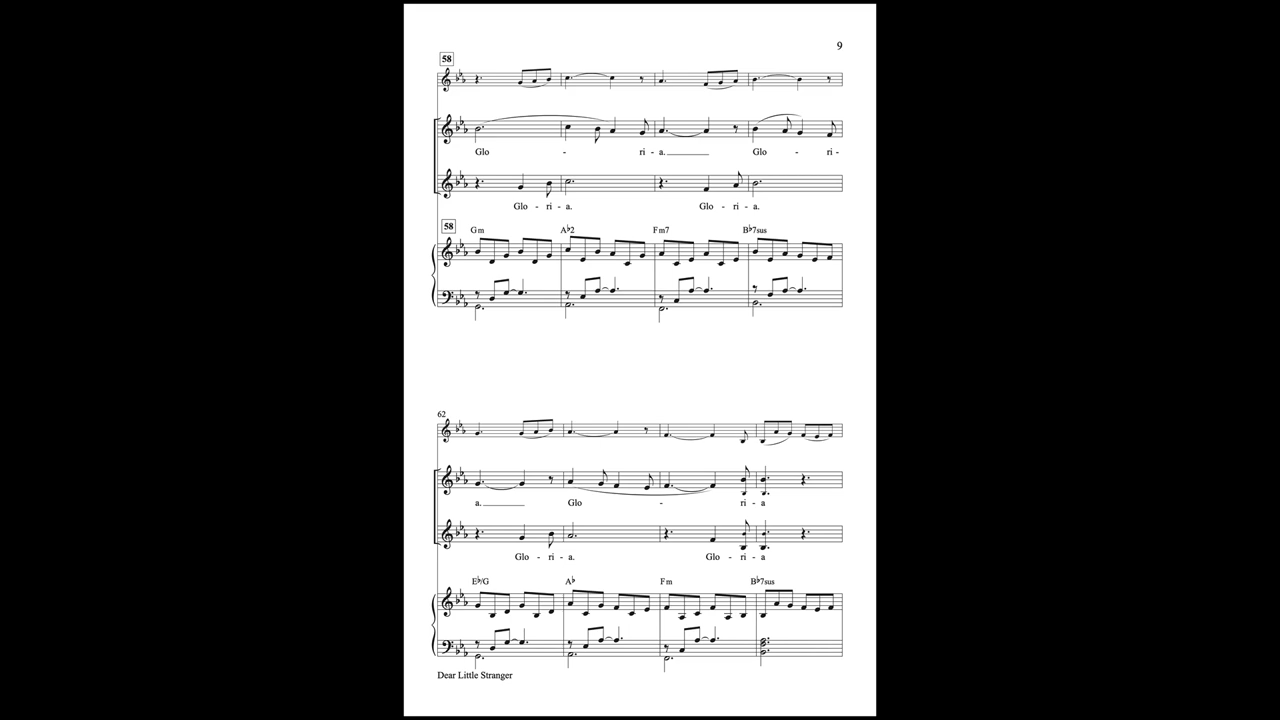 9
58
Glo - ri - a. Glo - ri-
Glo - ri - a. Glo - ri - a.
58
Gm A♭2 Fm7 B♭7sus
62
a. Glo - ri - a
Glo - ri - a. Glo - ri - a
E♭/G A♭ Fm B♭7sus
Dear Little Stranger